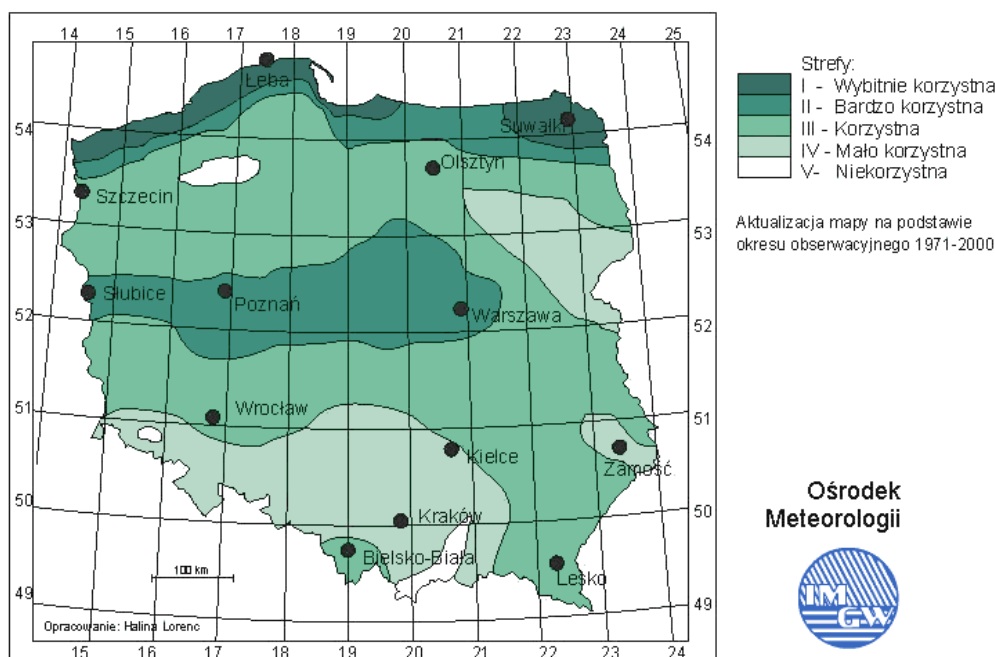 14 15 16 17 18 19 20 21 22 23 24 25
Łeba
54
Suwałki
54
Olsztyn
Szczecin
53
53
Słubice
Poznań
Warszawa
52
52
51
Wrocław
51
Kielce
Zamość
50
Kraków
50
Bielsko-Biała
Lesko
100 km
49
49
Opracowanie: Halina Lorenc
15 16 17 18 19 20 21 22 23 24
Strefy:
I - Wybitnie korzystna
II - Bardzo korzystna
III - Korzystna
IV - Mało korzystna
V- Niekorzystna
Aktualizacja mapy na podstawie
okresu obserwacyjnego 1971-2000
Ośrodek
Meteorologii
IM
GW